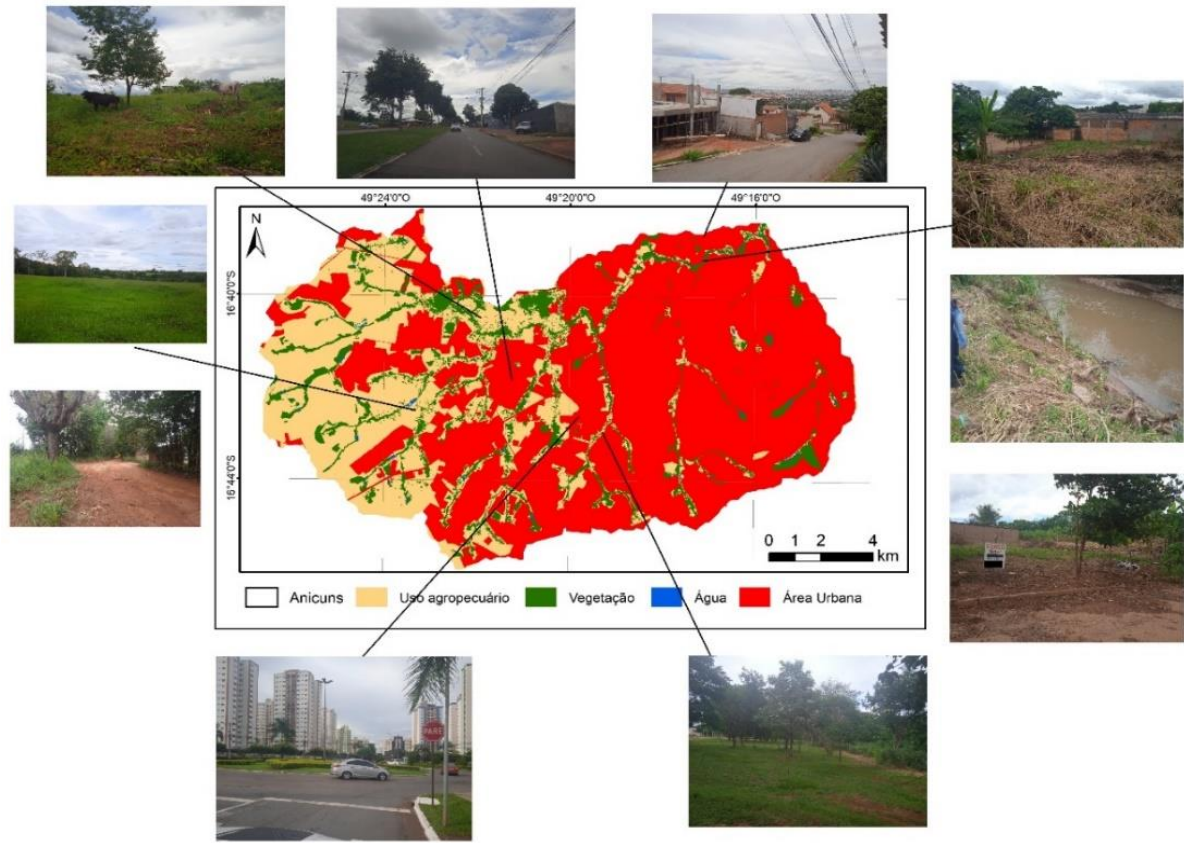 49°24'0"O 49°20'0"O 49°16'0"O
N
16°40'0"S
16°44'0"S
0 1 2 4
km
Anicuns Uso agropecuário Vegetação Água Área Urbana
PARE